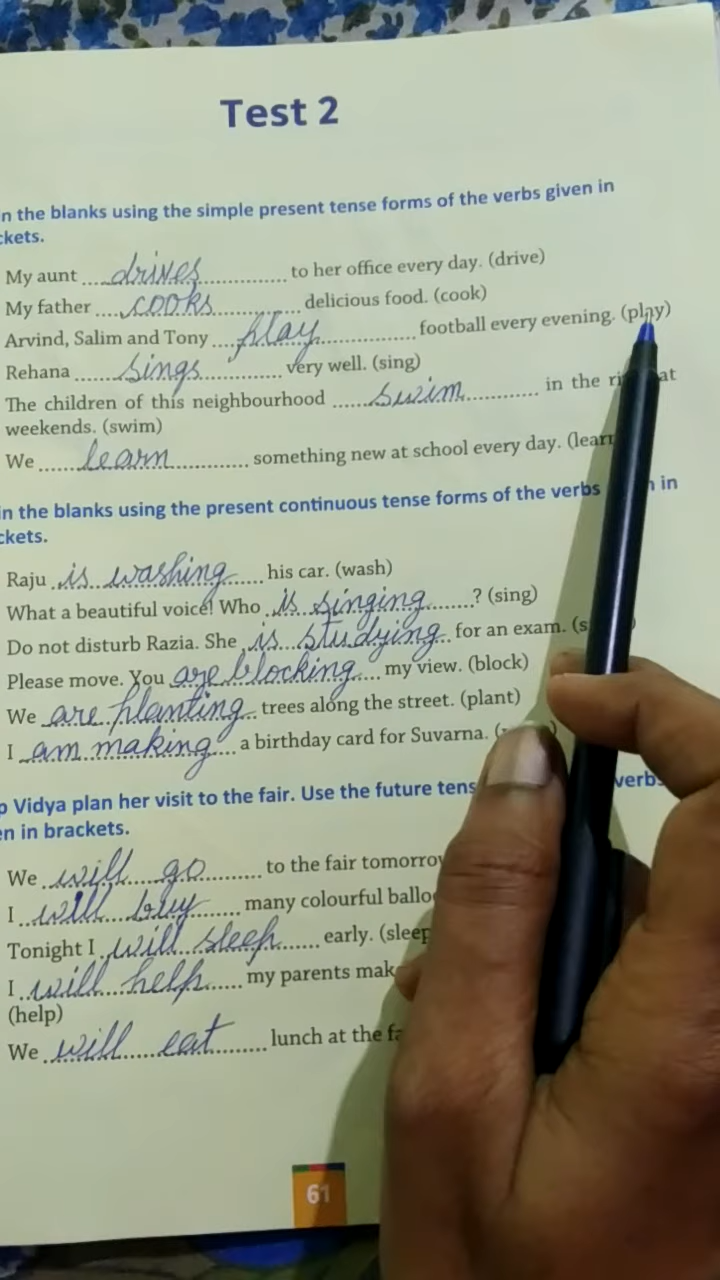 Test 2
n the blanks using the simple present tense forms of the verbs given in
ckets.
My aunt ....drives................ to her office every day. (drive)
My father ....cooks............... delicious food. (cook)
Arvind, Salim and Tony ....play................ football every evening. (play)
Rehana .......sings............. very well. (sing)
The children of this neighbourhood ......swim............ in the at
weekends. (swim)
We .......learn............... something new at school every day. (learn
in the blanks using the present continuous tense forms of the verbs in
ckets.
Raju ..is washing...... his car. (wash)
What a beautiful voice! Who ..is singing........? (sing)
Do not disturb Razia. She ..is studying.. for an exam. (s
Please move. You are blocking.... my view. (block)
We are planting.. trees along the street. (plant)
I am making.... a birthday card for Suvarna. (
p Vidya plan her visit to the fair. Use the future verbs
en in brackets.
We ..will go........... to the fair
I ..will buy....... many colourful
Tonight I will sleep...... early. (sleep
I ..will help..... my parents
(help)
We ..will eat.......... lunch at the
61